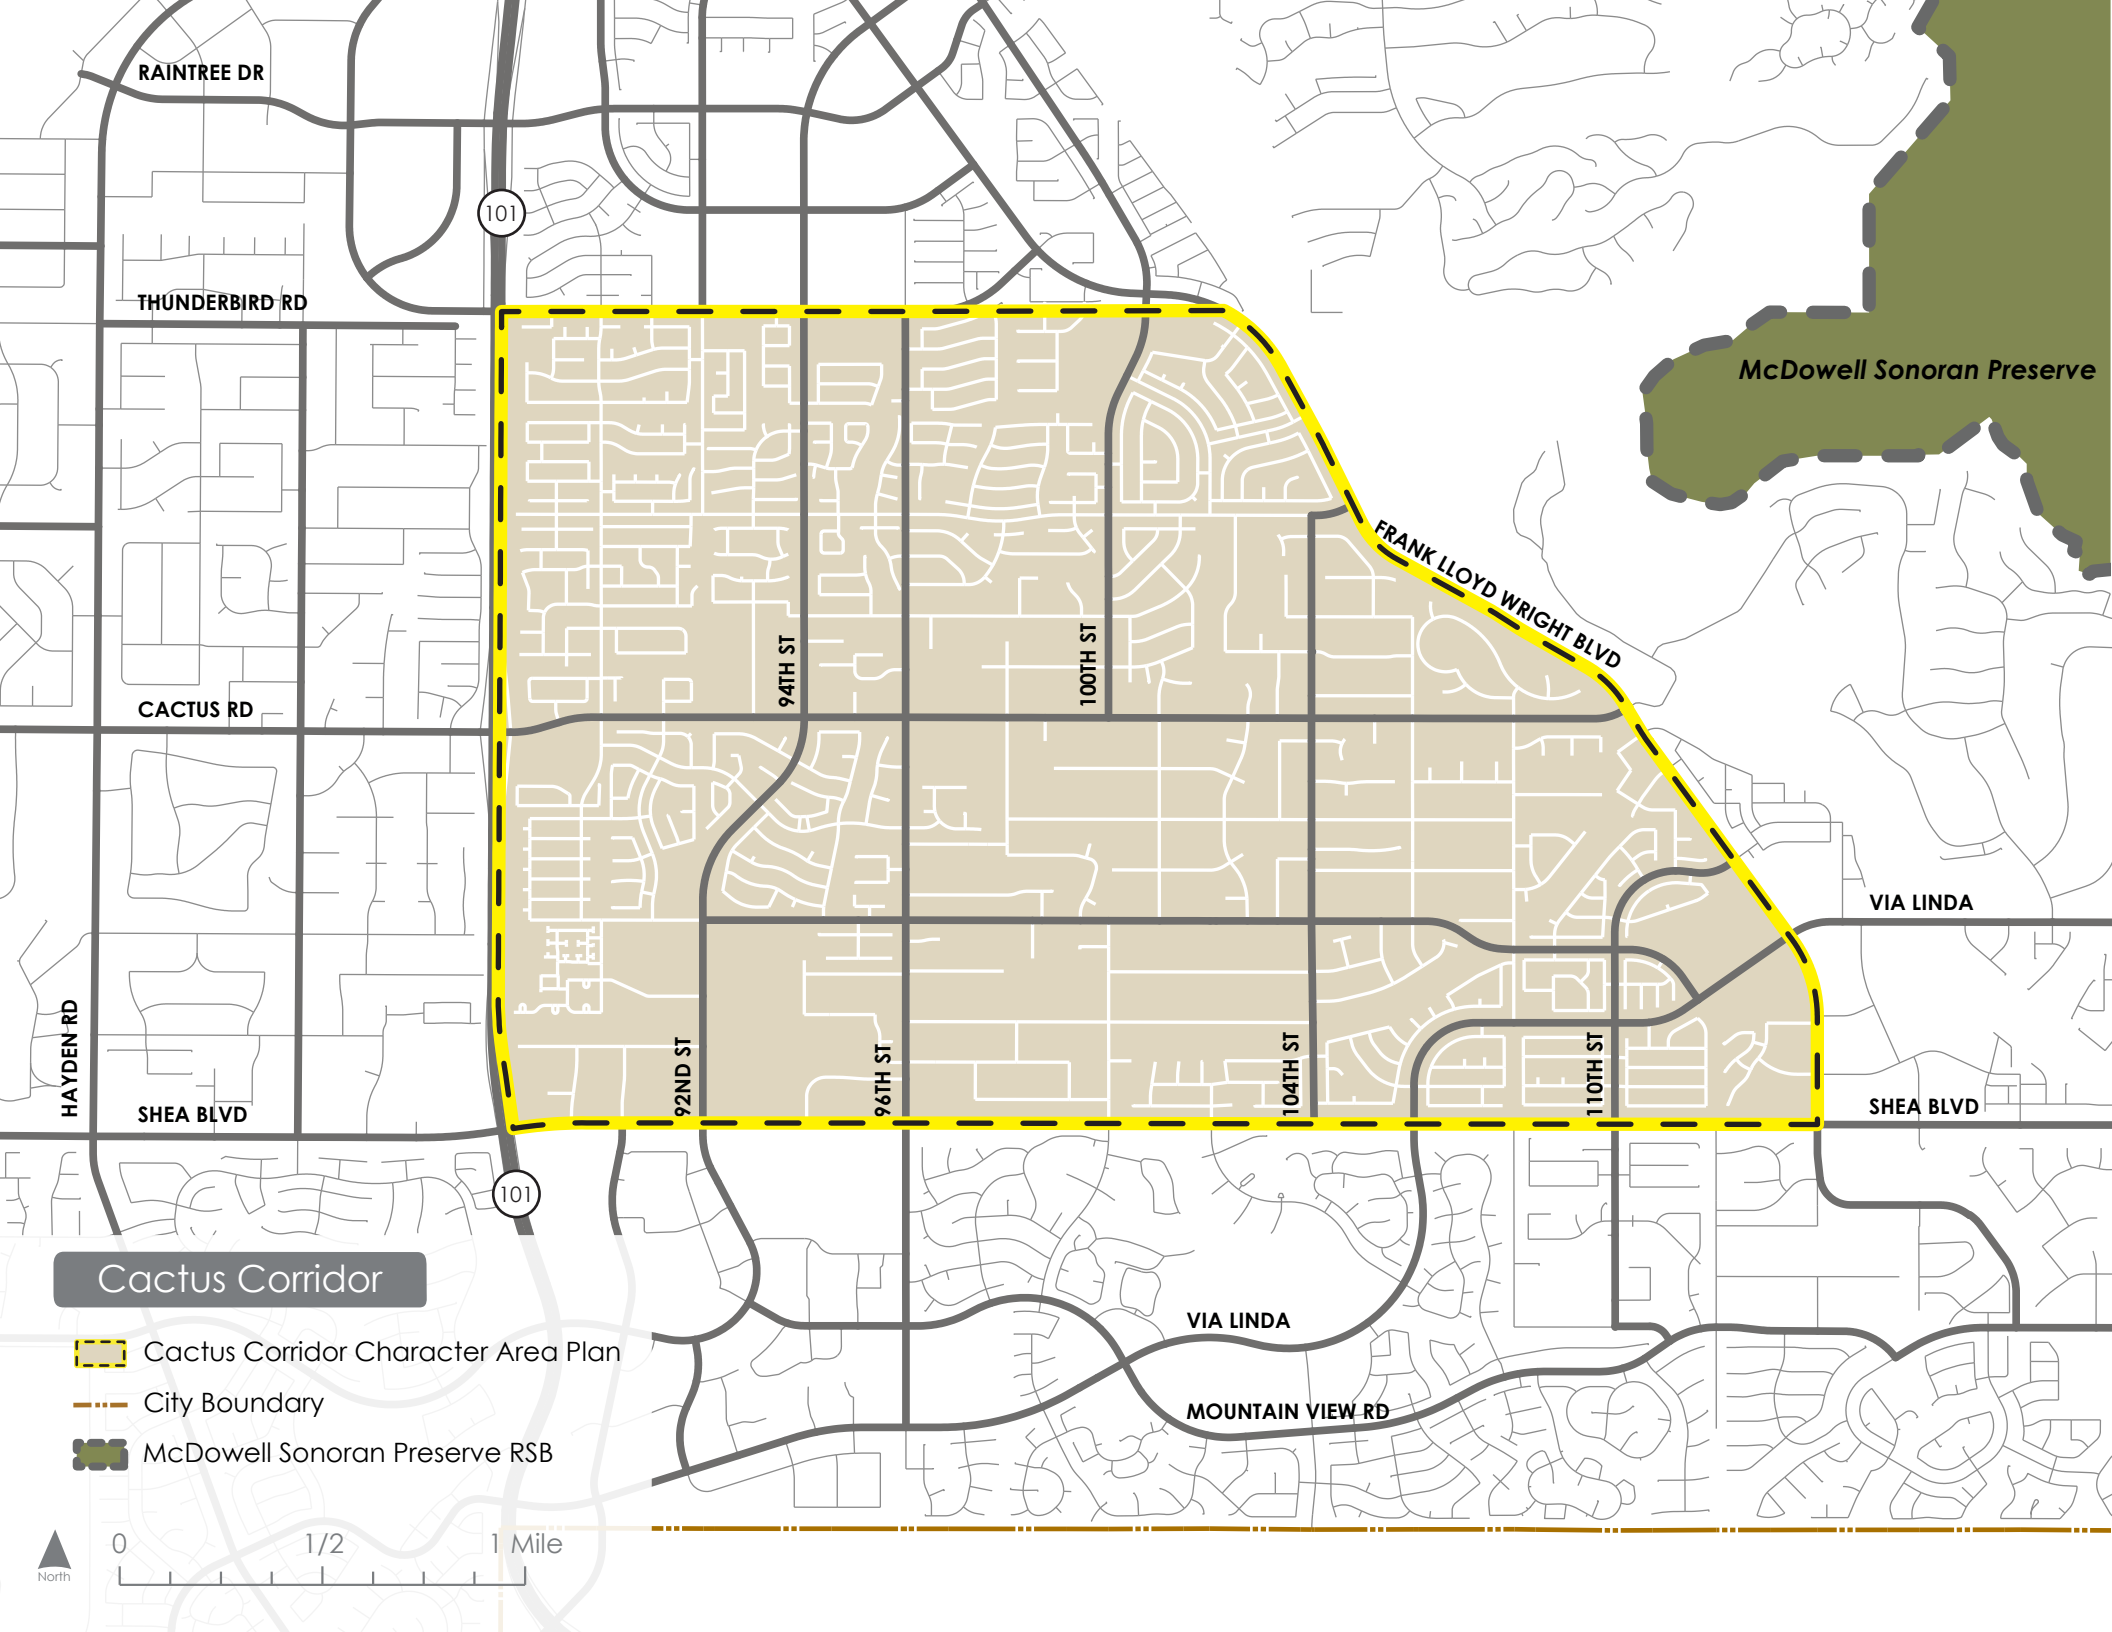 RAINTREE DR
101
THUNDERBIRD RD
McDowell Sonoran Preserve
FRANK LLOYD WRIGHT BLVD
94TH ST
100TH ST
CACTUS RD
VIA LINDA
HAYDEN RD
92ND ST
96TH ST
104TH ST
110TH ST
SHEA BLVD
SHEA BLVD
101
Cactus Corridor
VIA LINDA
Cactus Corridor Character Area Plan
City Boundary
MOUNTAIN VIEW RD
McDowell Sonoran Preserve RSB
North
0 1/2 1 Mile